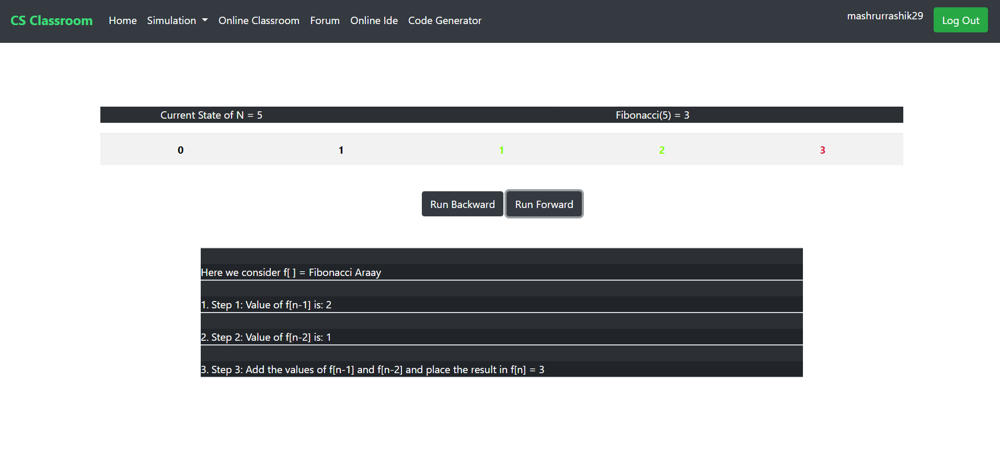 CS Classroom Home Simulation Online Classroom Forum Online Ide Code Generator mashrurrashik29 Log Out
Current State of N = 5 Fibonacci(5) = 3
0 1 1 2 3
Run Backward Run Forward
Here we consider f[ ] = Fibonacci Araay
1. Step 1: Value of f[n-1] is: 2
2. Step 2: Value of f[n-2] is: 1
3. Step 3: Add the values of f[n-1] and f[n-2] and place the result in f[n] = 3